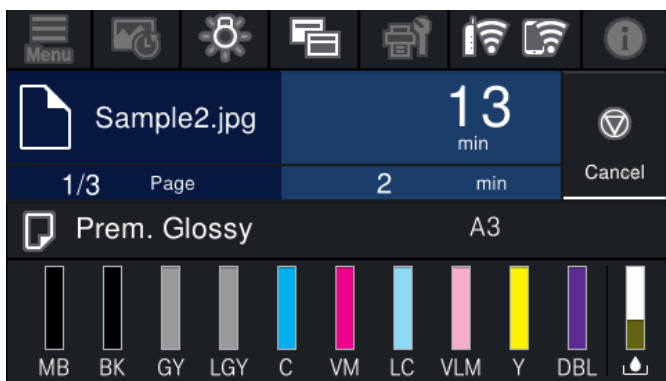 Menu
Sample2.jpg
13
min
Cancel
1/3 Page
2 min
Prem. Glossy A3
MB BK GY LGY C VM LC VLM Y DBL